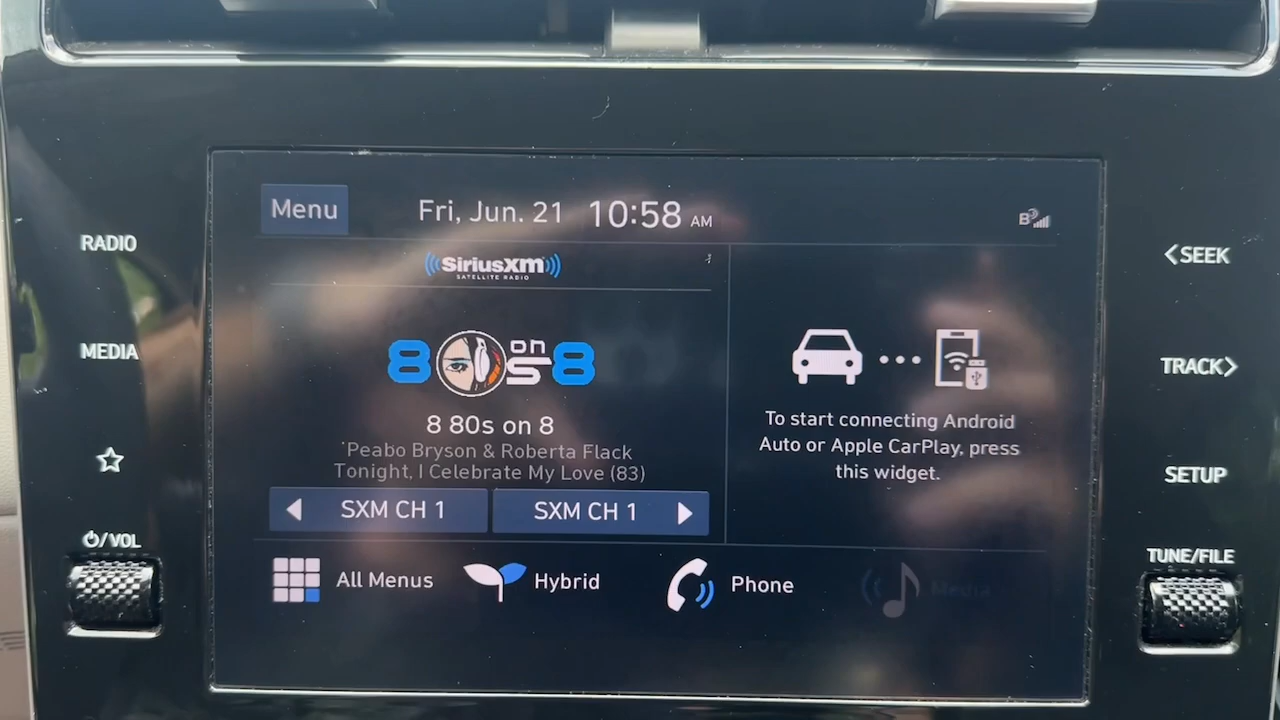 Menu
Fri, Jun. 21 10:58 AM
B
RADIO
MEDIA
/VOL
SiriusXM
SATELLITE RADIO
8 on 8
8 80s on 8
Peabo Bryson & Roberta Flack
Tonight, I Celebrate My Love (83)
SXM CH 1
SXM CH 1
To start connecting Android
Auto or Apple CarPlay, press
this widget.
All Menus
Hybrid
Phone
Media
SEEK
TRACK
SETUP
TUNE/FILE